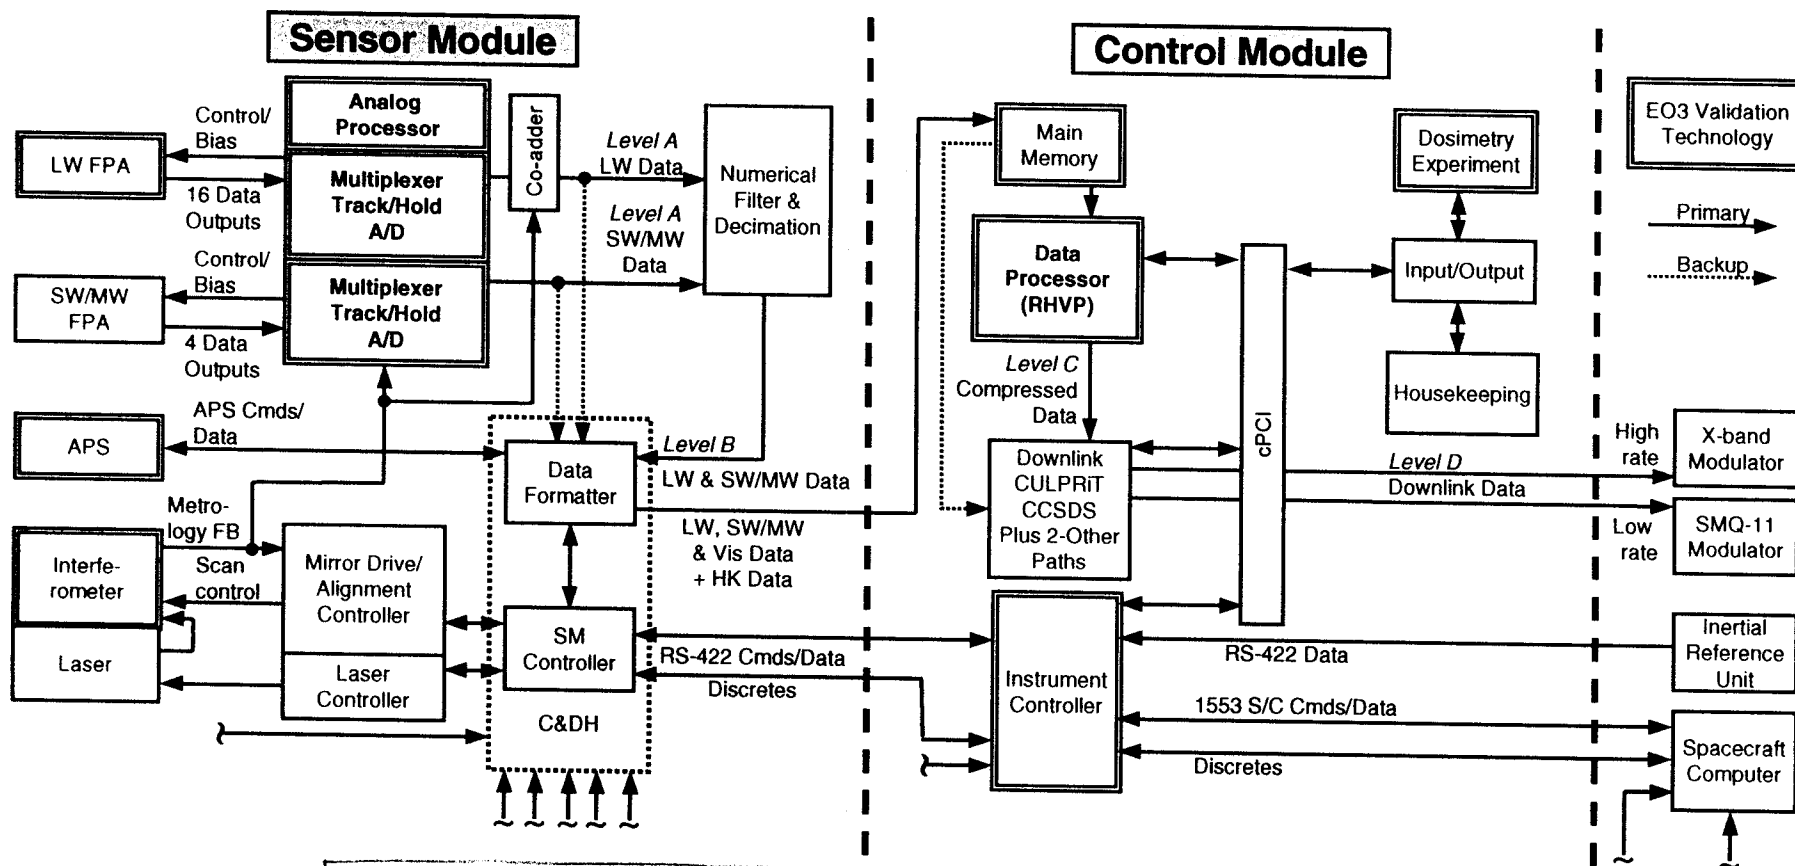 Sensor Module
Control Module
Analog
Processor
Control/
Bias
LW FPA
16 Data
Outputs
Multiplexer
Track/Hold
A/D
Co-adder
Level A
LW Data
Level A
SW/MW
Data
Numerical
Filter &
Decimation
Control/
Bias
SW/MW
FPA
4 Data
Outputs
Multiplexer
Track/Hold
A/D
APS Cmds/
Data
APS
Data
Formatter
Level B
LW & SW/MW Data
LW, SW/MW
& Vis Data
+ HK Data
Metro-
logy FB
Interfe-
rometer
Scan
control
Laser
Mirror Drive/
Alignment
Controller
Laser
Controller
SM
Controller
C&DH
RS-422 Cmds/Data
Discretes
Main
Memory
Data
Processor
(RHVP)
Level C
Compressed
Data
Downlink
CULPRiT
CCSDS
Plus 2-Other
Paths
cPCI
Dosimetry
Experiment
Input/Output
Housekeeping
Level D
Downlink Data
Instrument
Controller
RS-422 Data
1553 S/C Cmds/Data
Discretes
EO3 Validation
Technology
Primary
Backup
High
rate
X-band
Modulator
Low
rate
SMQ-11
Modulator
Inertial
Reference
Unit
Spacecraft
Computer